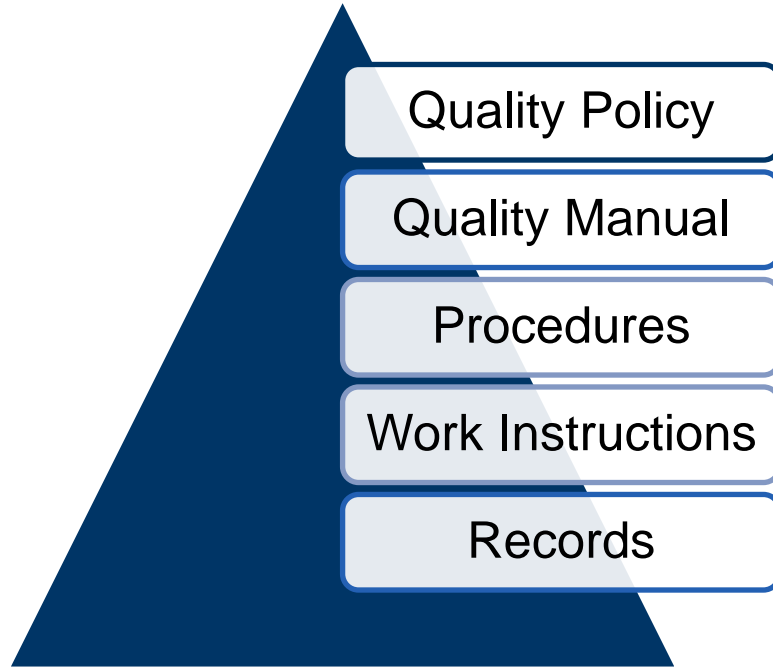 Quality Policy
Quality Manual
Procedures
Work Instructions
Records